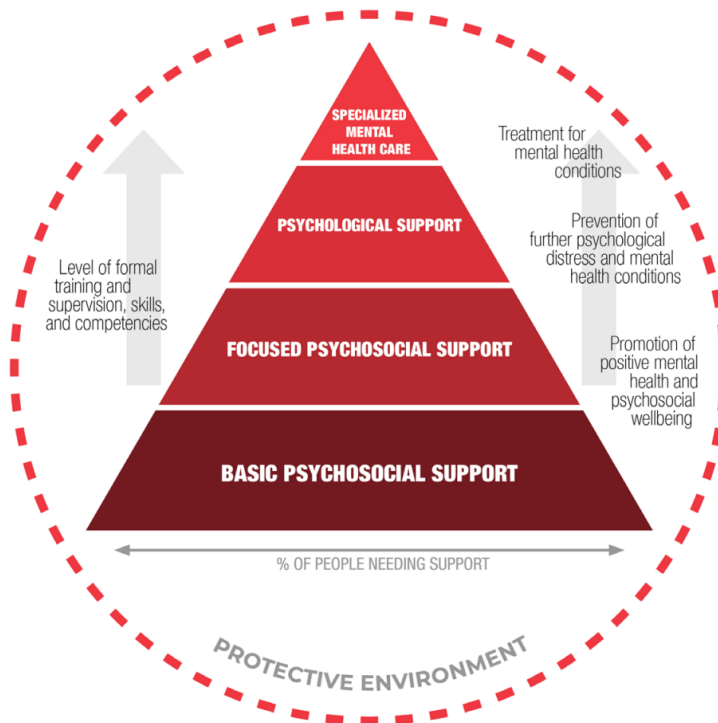 SPECIALIZED
MENTAL
HEALTH CARE
PSYCHOLOGICAL SUPPORT
FOCUSED PSYCHOSOCIAL SUPPORT
BASIC PSYCHOSOCIAL SUPPORT
Level of formal
training and
supervision, skills,
and competencies
Treatment for
mental health
conditions
Prevention of
further psychological
distress and mental
health conditions
Promotion of
positive mental
health and
psychosocial
wellbeing
% OF PEOPLE NEEDING SUPPORT
PROTECTIVE ENVIRONMENT